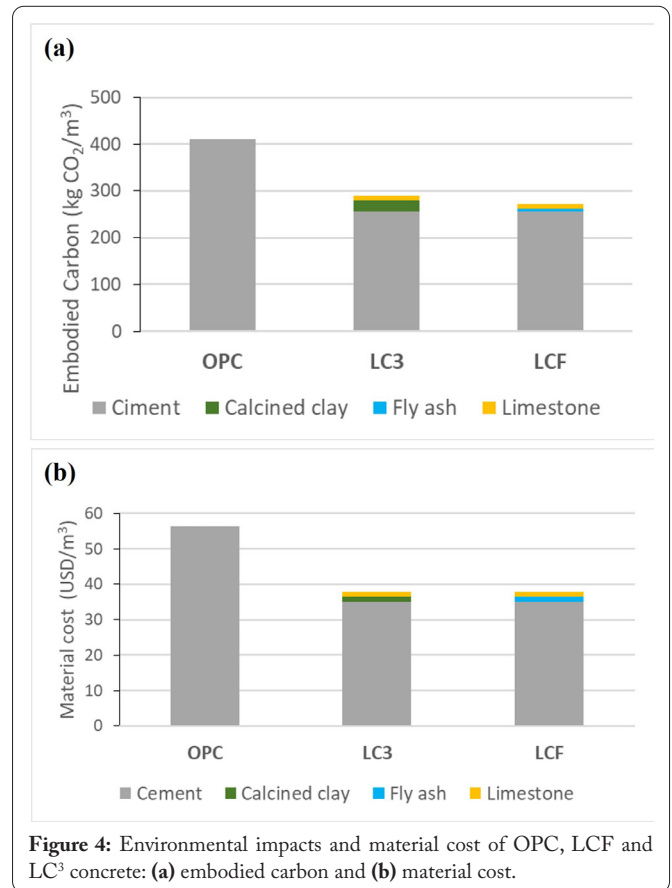 (a)
Embodied Carbon (kg CO₂/m³)
500
400
300
200
100
0
OPC LC3 LCF
Ciment Calcined clay Fly ash Limestone
(b)
Material cost (USD/m³)
60
50
40
30
20
10
0
OPC LC3 LCF
Cement Calcined clay Fly ash Limestone
Figure 4: Environmental impacts and material cost of OPC, LCF and
LC³ concrete: (a) embodied carbon and (b) material cost.